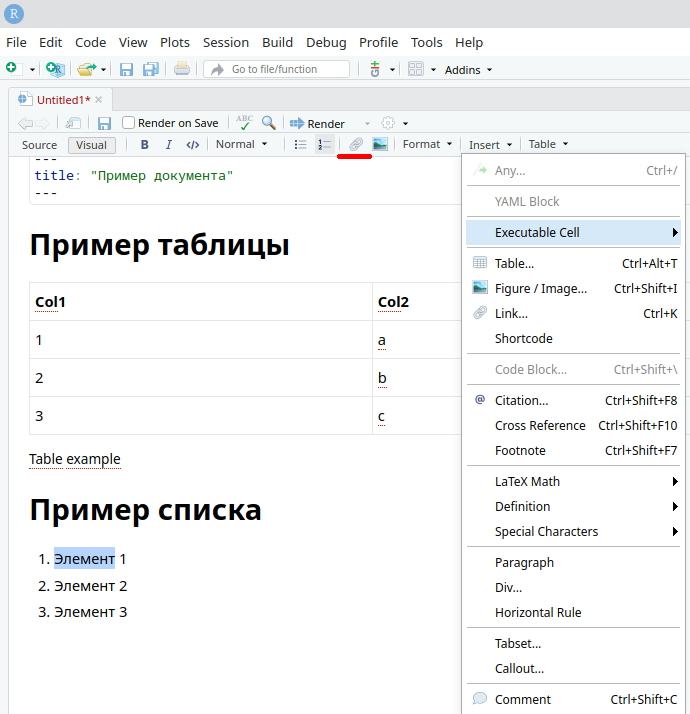 R
File Edit Code View Plots Session Build Debug Profile Tools Help
Go to file/function Git Addins
Untitled1*
Render on Save ABC Render
Source Visual B I </> Normal Format Insert Table
---
title: "Пример документа"
---
Пример таблицы
Col1 Col2
1 a
2 b
3 c
Table example
Пример списка
1. Элемент 1
2. Элемент 2
3. Элемент 3
Any... Ctrl+/
YAML Block
Executable Cell
Table... Ctrl+Alt+T
Figure / Image... Ctrl+Shift+I
Link... Ctrl+K
Shortcode
Code Block... Ctrl+Shift+\
@ Citation... Ctrl+Shift+F8
Cross Reference Ctrl+Shift+F10
Footnote Ctrl+Shift+F7
LaTeX Math
Definition
Special Characters
Paragraph
Div...
Horizontal Rule
Tabset...
Callout...
Comment Ctrl+Shift+C